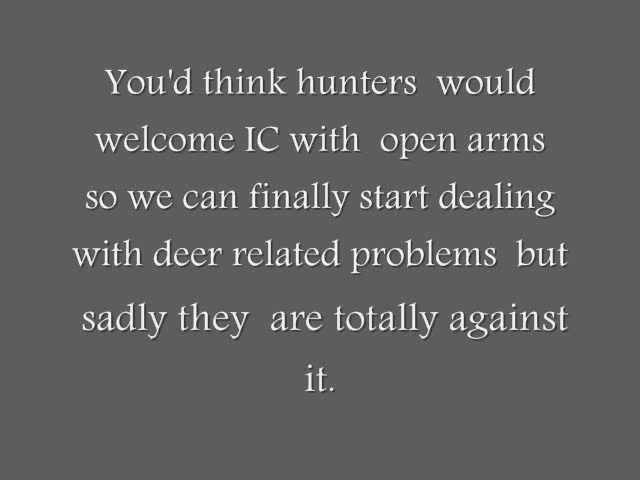 You'd think hunters  would
welcome IC with  open arms
so we can finally start dealing
with deer related problems  but
sadly they  are totally against
it.